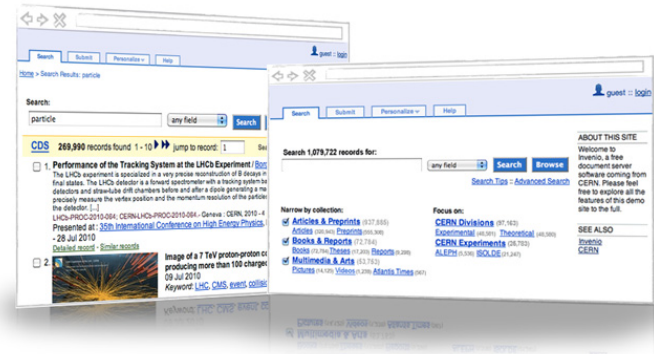 Search Submit Personalize Help
guest :: login
Home > Search Results: particle
Search:
particle any field Search
CDS 269,990 records found 1 - 10 jump to record: 1
1. Performance of the Tracking System at the LHCb Experiment /
The LHCb experiment is specialized in a very precise reconstruction of B decays in
final states. The LHCb detector is a forward spectrometer with a tracking system
detectors and straw-tube drift chambers before and after a dipole generating a
precisely measure the vertex position and the momentum of the particles
the detector. [...]
LHCb-PROC-2010-064; CERN-LHCb-PROC-2010-064.- Geneva : CERN, 2010 - 4
Presented at : 35th International Conference on High Energy Physics,
- 28 Jul 2010
Detailed record - Similar records
2.
Image of a 7 TeV proton-proton
producing more than 100 charged
09 Jul 2010
Keyword: LHC, CMS, event,
guest :: login
Search Submit Personalize Help
Search 1,079,722 records for:
any field Search Browse
Search Tips :: Advanced Search
Narrow by collection:
Articles & Preprints
Articles Preprints
Books & Reports (72,784)
Books Theses Reports
Multimedia & Arts (53,763)
Pictures Videos Atlantis Times
Focus on:
CERN Divisions (97,163)
Experimental Theoretical
CERN Experiments
ALEPH ISOLDE
ABOUT THIS SITE
Welcome to
Invenio, a free
document server
software coming from
CERN. Please feel
free to explore all the
features of this demo
site to the full.
SEE ALSO
Invenio
CERN